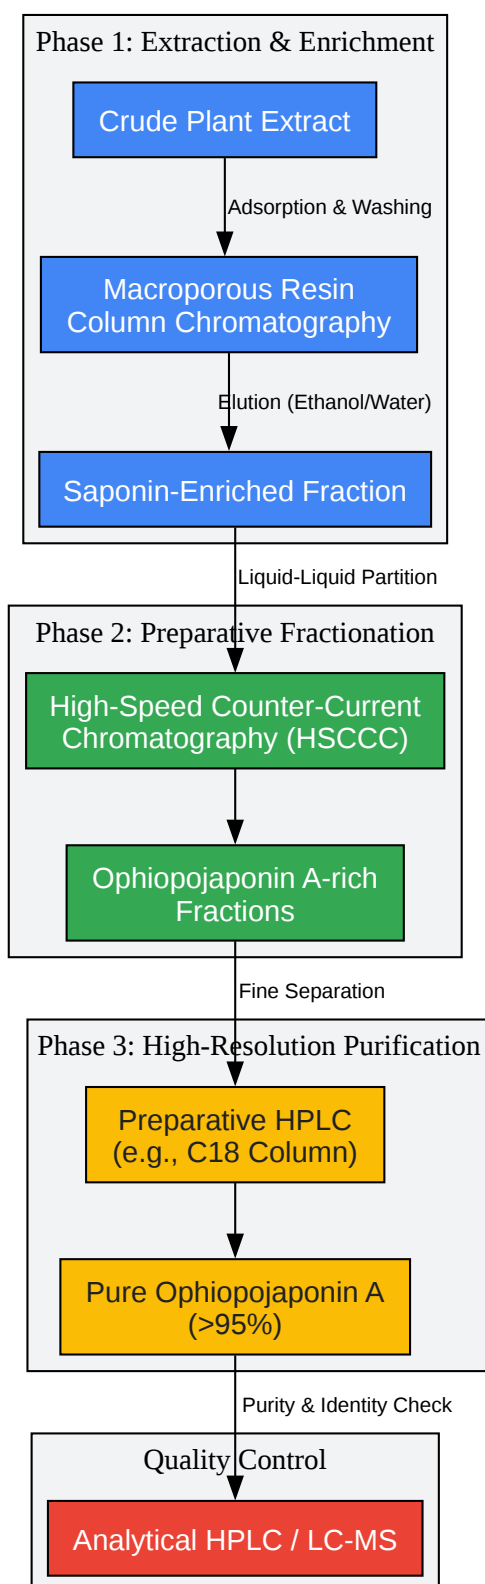 Phase 1: Extraction & Enrichment
Crude Plant Extract
Adsorption & Washing
Macroporous Resin
Column Chromatography
Elution (Ethanol/Water)
Saponin-Enriched Fraction
Liquid-Liquid Partition
Phase 2: Preparative Fractionation
High-Speed Counter-Current
Chromatography (HSCCC)
Ophiopojaponin A-rich
Fractions
Fine Separation
Phase 3: High-Resolution Purification
Preparative HPLC
(e.g., C18 Column)
Pure Ophiopojaponin A
(>95%)
Purity & Identity Check
Quality Control
Analytical HPLC / LC-MS